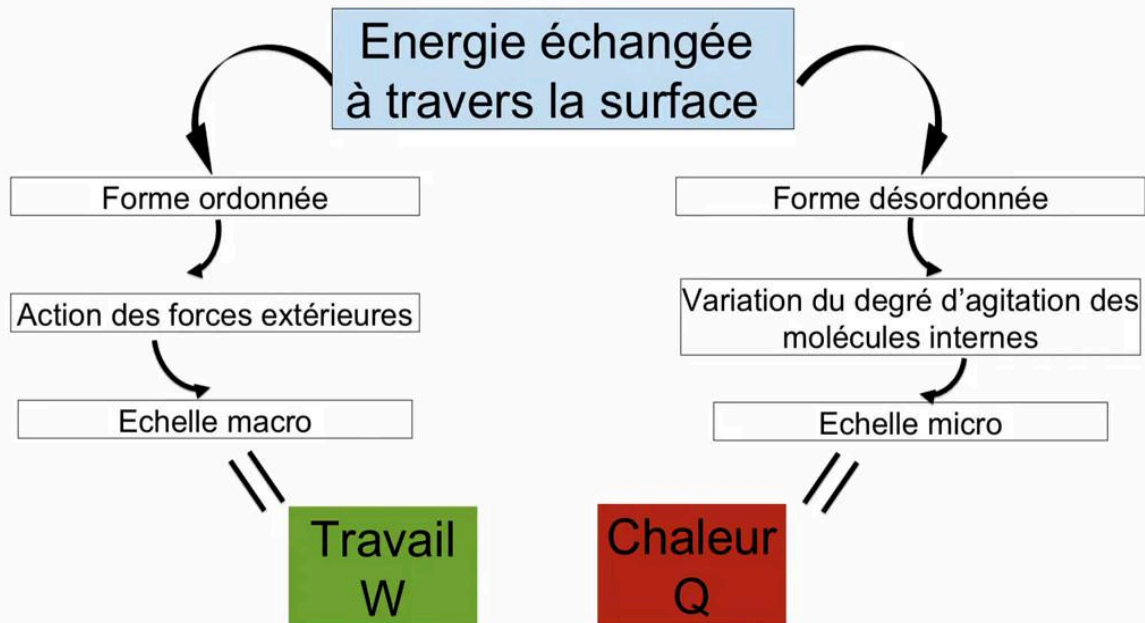 Energie échangée
à travers la surface
Forme ordonnée
Action des forces extérieures
Echelle macro
Travail
W
Forme désordonnée
Variation du degré d'agitation des
molécules internes
Echelle micro
Chaleur
Q